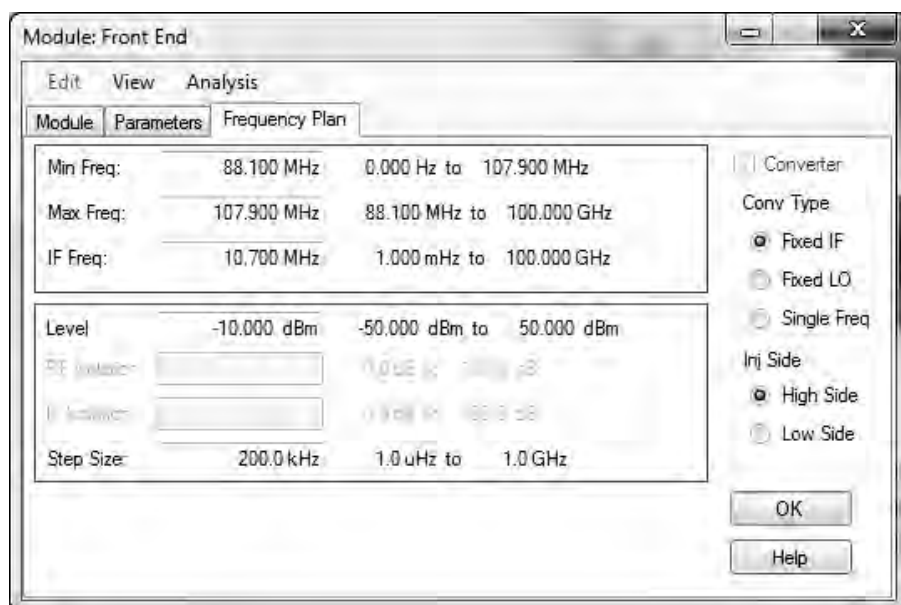 Module: Front End
X
Edit View Analysis
Module Parameters Frequency Plan
Min Freq: 88.100 MHz 0.000 Hz to 107.900 MHz
Max Freq: 107.900 MHz 88.100 MHz to 100.000 GHz
IF Freq: 10.700 MHz 1.000 mHz to 100.000 GHz
Level -10.000 dBm -50.000 dBm to 50.000 dBm
Step Size: 200.0 kHz 1.0 uHz to 1.0 GHz
Converter
Conv Type
Fixed IF
Fixed LO
Single Freq
Inj Side
High Side
Low Side
OK
Help